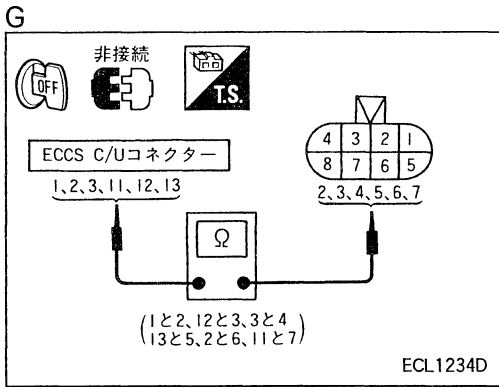 G
OFF
非接続
T.S.
ECCS C/Uコネクター
1、2、3、11、12、13
4 3 2 1
8 7 6 5
2、3、4、5、6、7
Ω
(1と2、12と3、3と4
13と5、2と6、11と7)
ECL1234D